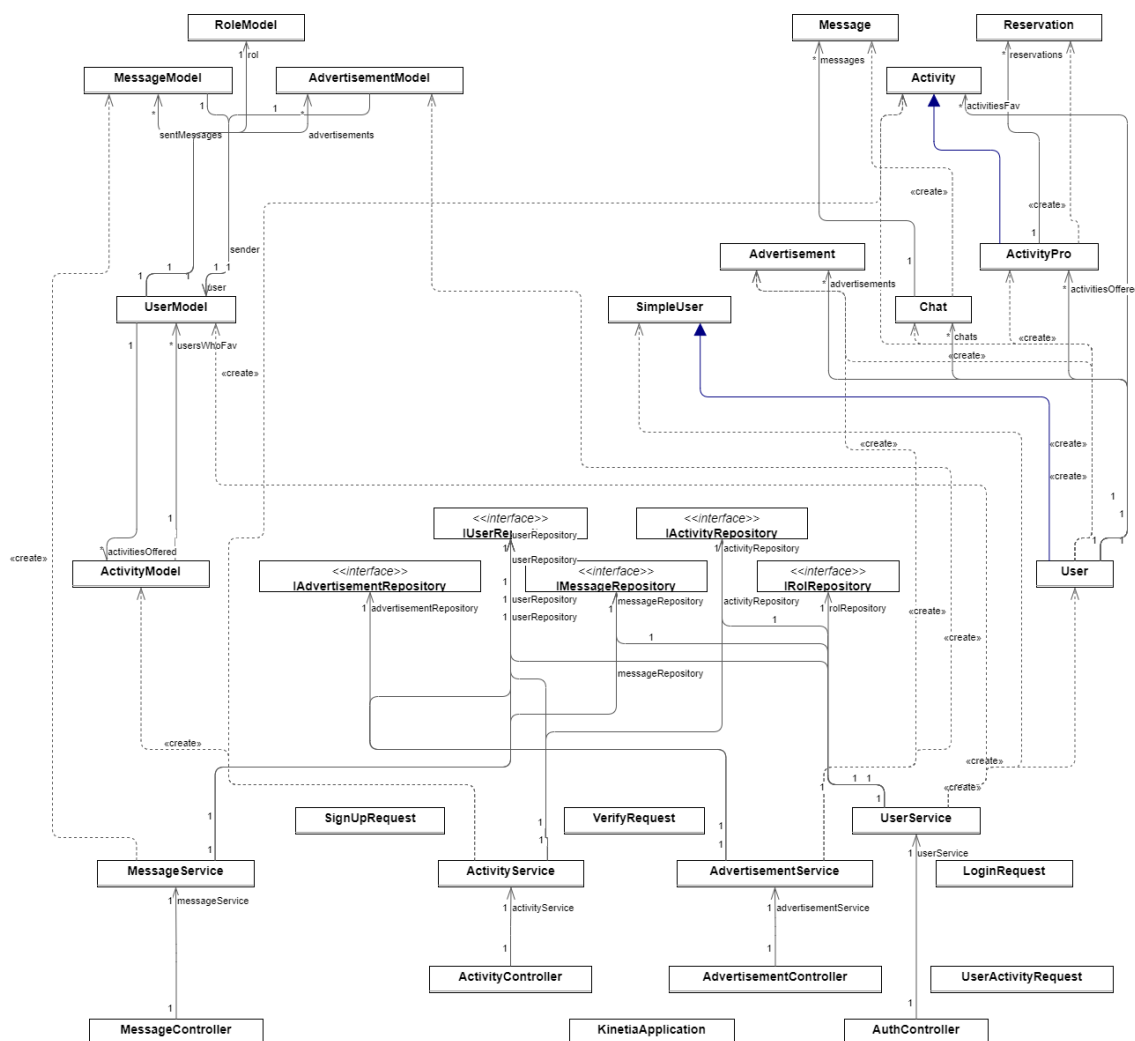 RoleModel
Message
Reservation
1 rol
* messages
* reservations
MessageModel
AdvertisementModel
Activity
1
1
*
*
* activitiesFav
sentMessages
advertisements
«create»
«create»
1
1
sender
Advertisement
ActivityPro
1
1
1
1
1
1
user
* advertisements
* activitiesOffere
UserModel
SimpleUser
Chat
1
* usersWhoFav
* chats
«create»
«create»
«create»
«create»
«create»
«create»
1
1
1
1
1
<<interface>>
IUserRe
userRepository
<<interface>>
IActivityRepository
* activitiesOffered
1
userRepository
1 activityRepository
«create»
ActivityModel
<<interface>>
IAdvertisementRepository
<<interface>>
IMessageRepository
<<interface>>
IRolRepository
User
1 advertisementRepository
1
userRepository
1
messageRepository
activityRepository
1 rolRepository
«create»
1 userRepository
1
1
«create»
messageRepository
«create»
«create»
1
1
1
«create»
SignUpRequest
VerifyRequest
UserService
1
1
1
1
1
1
1
1
MessageService
ActivityService
AdvertisementService
1 userService
LoginRequest
1 messageService
1 activityService
1 advertisementService
1
1
ActivityController
AdvertisementController
UserActivityRequest
1
1
MessageController
KinetiaApplication
AuthController